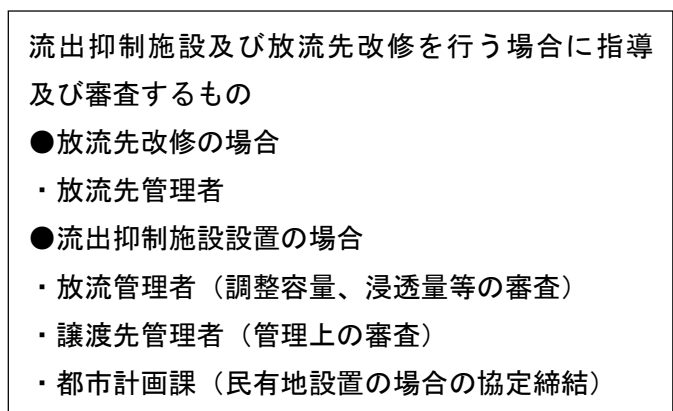 流出抑制施設及び放流先改修を行う場合に指導
及び審査するもの
●放流先改修の場合
・放流先管理者
●流出抑制施設設置の場合
・放流管理者（調整容量、浸透量等の審査）
・譲渡先管理者（管理上の審査）
・都市計画課（民有地設置の場合の協定締結）